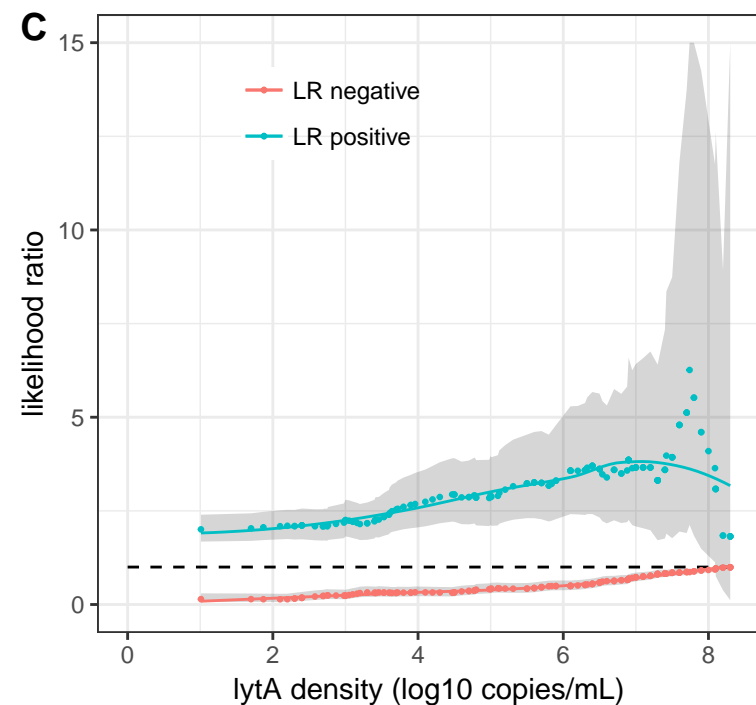 C
15
10
5
0
likelihood ratio
LR negative
LR positive
0 2 4 6 8
lytA density (log10 copies/mL)